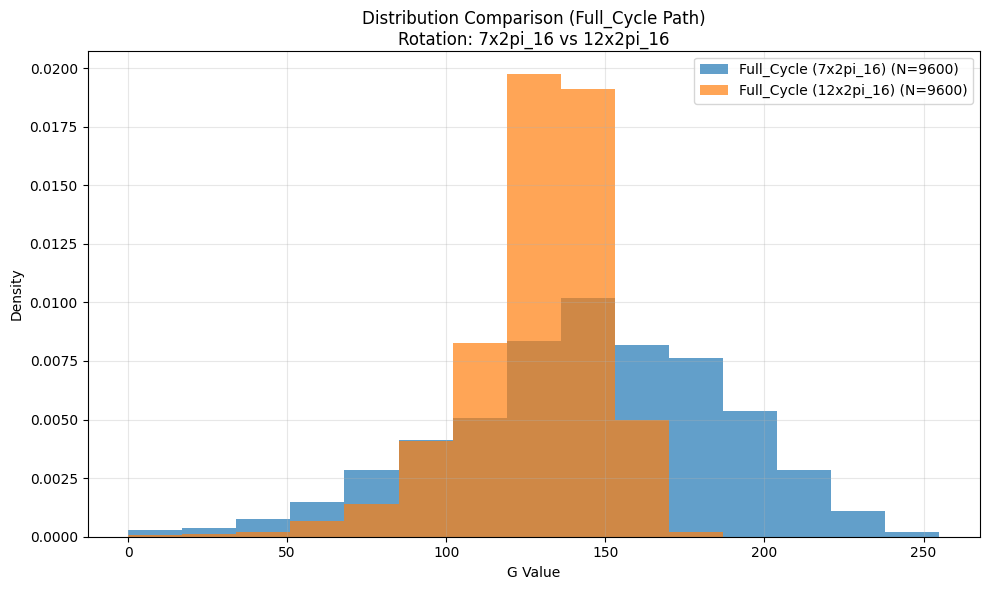 Distribution Comparison (Full_Cycle Path)
Rotation: 7x2pi_16 vs 12x2pi_16
Full_Cycle (7x2pi_16) (N=9600)
Full_Cycle (12x2pi_16) (N=9600)
Density
0.0200
0.0175
0.0150
0.0125
0.0100
0.0075
0.0050
0.0025
0.0000
0 50 100 150 200 250
G Value